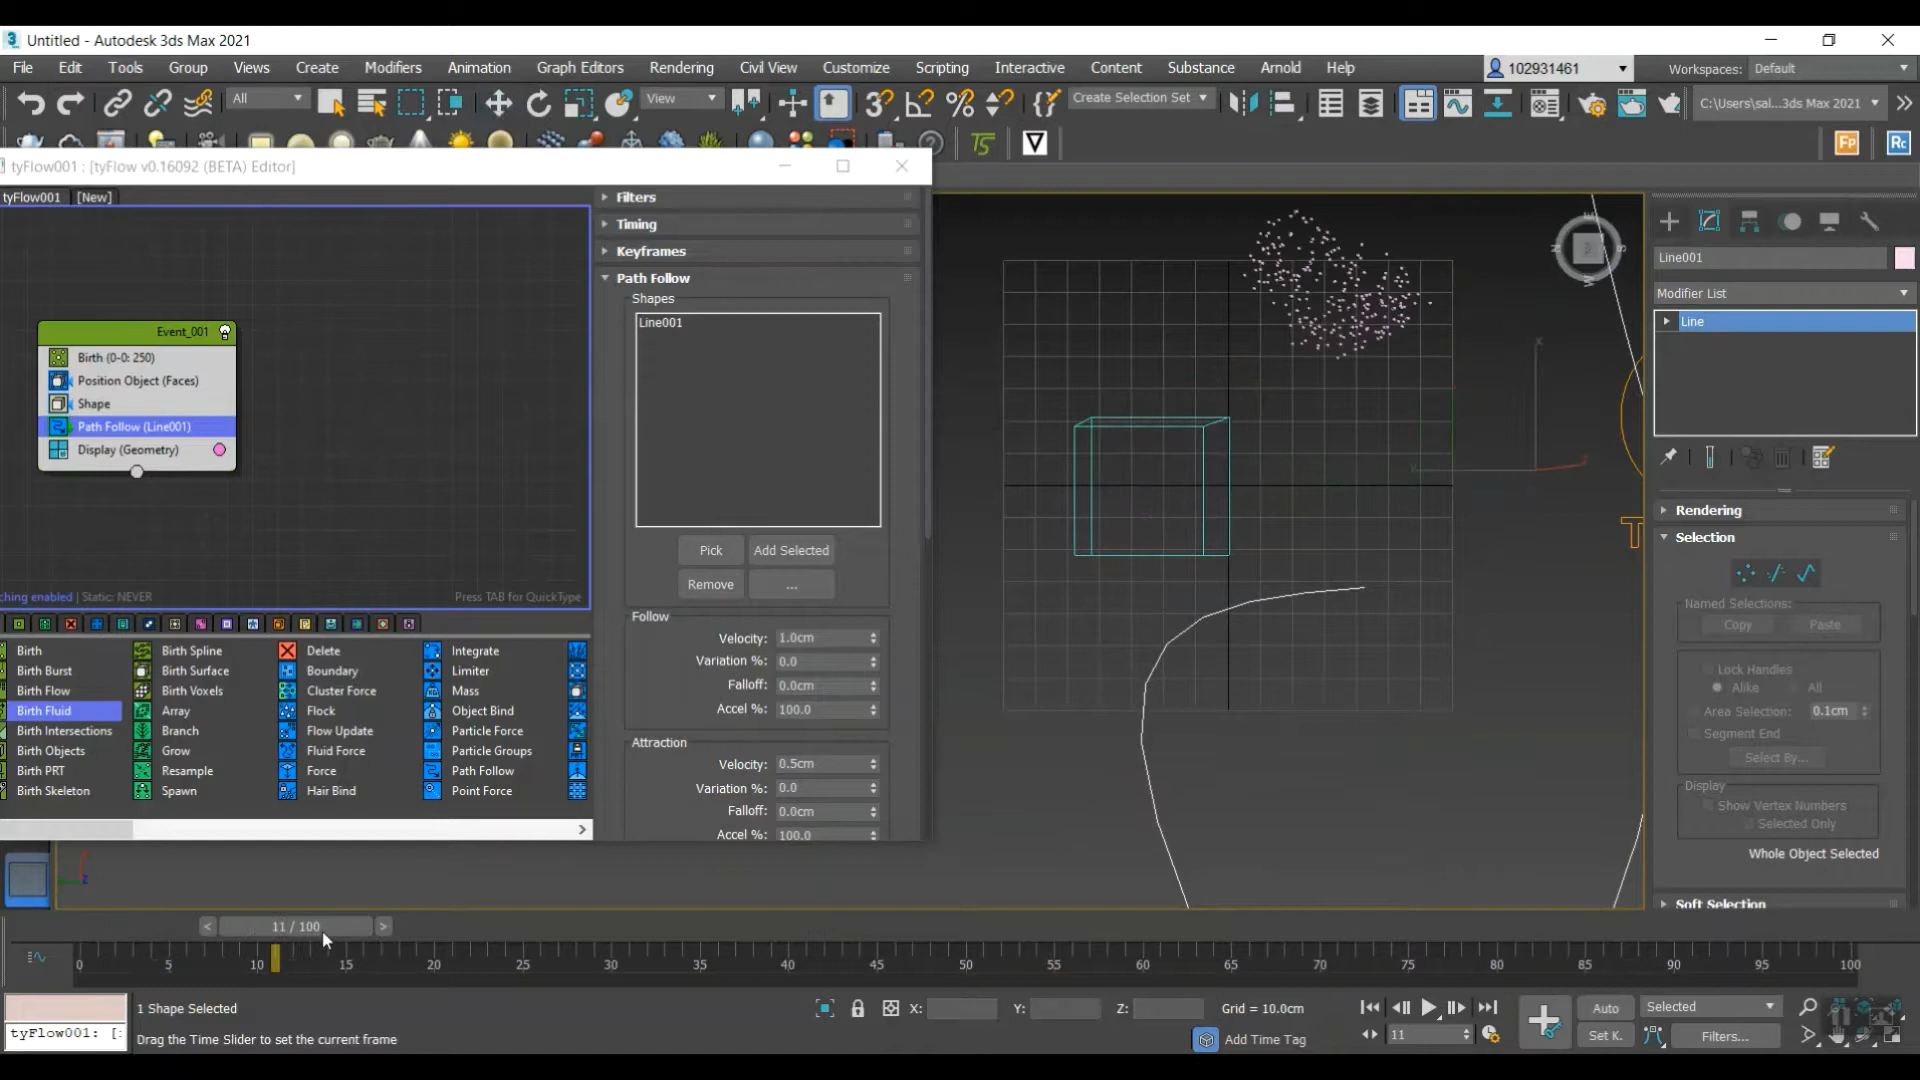 Untitled - Autodesk 3ds Max 2021
File Edit Tools Group Views Create Modifiers Animation Graph Editors Rendering Civil View Customize Scripting Interactive Content Substance Arnold Help 102931461 Workspaces: Default
All View Create Selection Set C:\Users\sal...3ds Max 2021
tyFlow001 : [tyFlow v0.16092 (BETA) Editor]
tyFlow001 [New]
Event_001
Birth (0-0: 250)
Position Object (Faces)
Shape
Path Follow (Line001)
Display (Geometry)
ching enabled | Static: NEVER Press TAB for QuickType
Birth Birth Spline Delete Integrate
Birth Burst Birth Surface Boundary Limiter
Birth Flow Birth Voxels Cluster Force Mass
Birth Fluid Array Flock Object Bind
Birth Intersections Branch Flow Update Particle Force
Birth Objects Grow Fluid Force Particle Groups
Birth PRT Resample Force Path Follow
Birth Skeleton Spawn Hair Bind Point Force
Filters
Timing
Keyframes
Path Follow
Shapes
Line001
Pick Add Selected
Remove ...
Follow
Velocity: 1.0cm
Variation %: 0.0
Falloff: 0.0cm
Accel %: 100.0
Attraction
Velocity: 0.5cm
Variation %: 0.0
Falloff: 0.0cm
Accel %: 100.0
Line001
Modifier List
Line
Rendering
Selection
Named Selections:
Copy Paste
Lock Handles
Alike All
Area Selection: 0.1cm
Segment End
Select By...
Display
Show Vertex Numbers
Selected Only
Whole Object Selected
Soft Selection
< 11 / 100 >
0 5 10 15 20 25 30 35 40 45 50 55 60 65 70 75 80 85 90 95 100
1 Shape Selected X: Y: Z: Grid = 10.0cm Auto Selected
tyFlow001: [: Drag the Time Slider to set the current frame Add Time Tag 11 Set K. Filters...